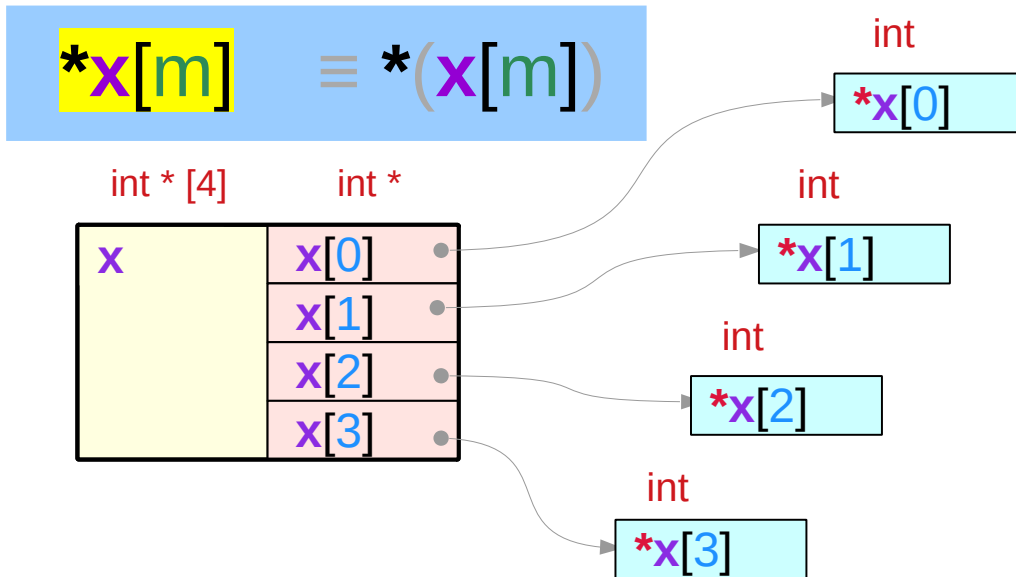 *x[m] ≡ *(x[m])
int
*x[0]
int * [4] int *
int
x x[0]
*x[1]
x[1]
int
x[2]
*x[2]
x[3]
int
*x[3]